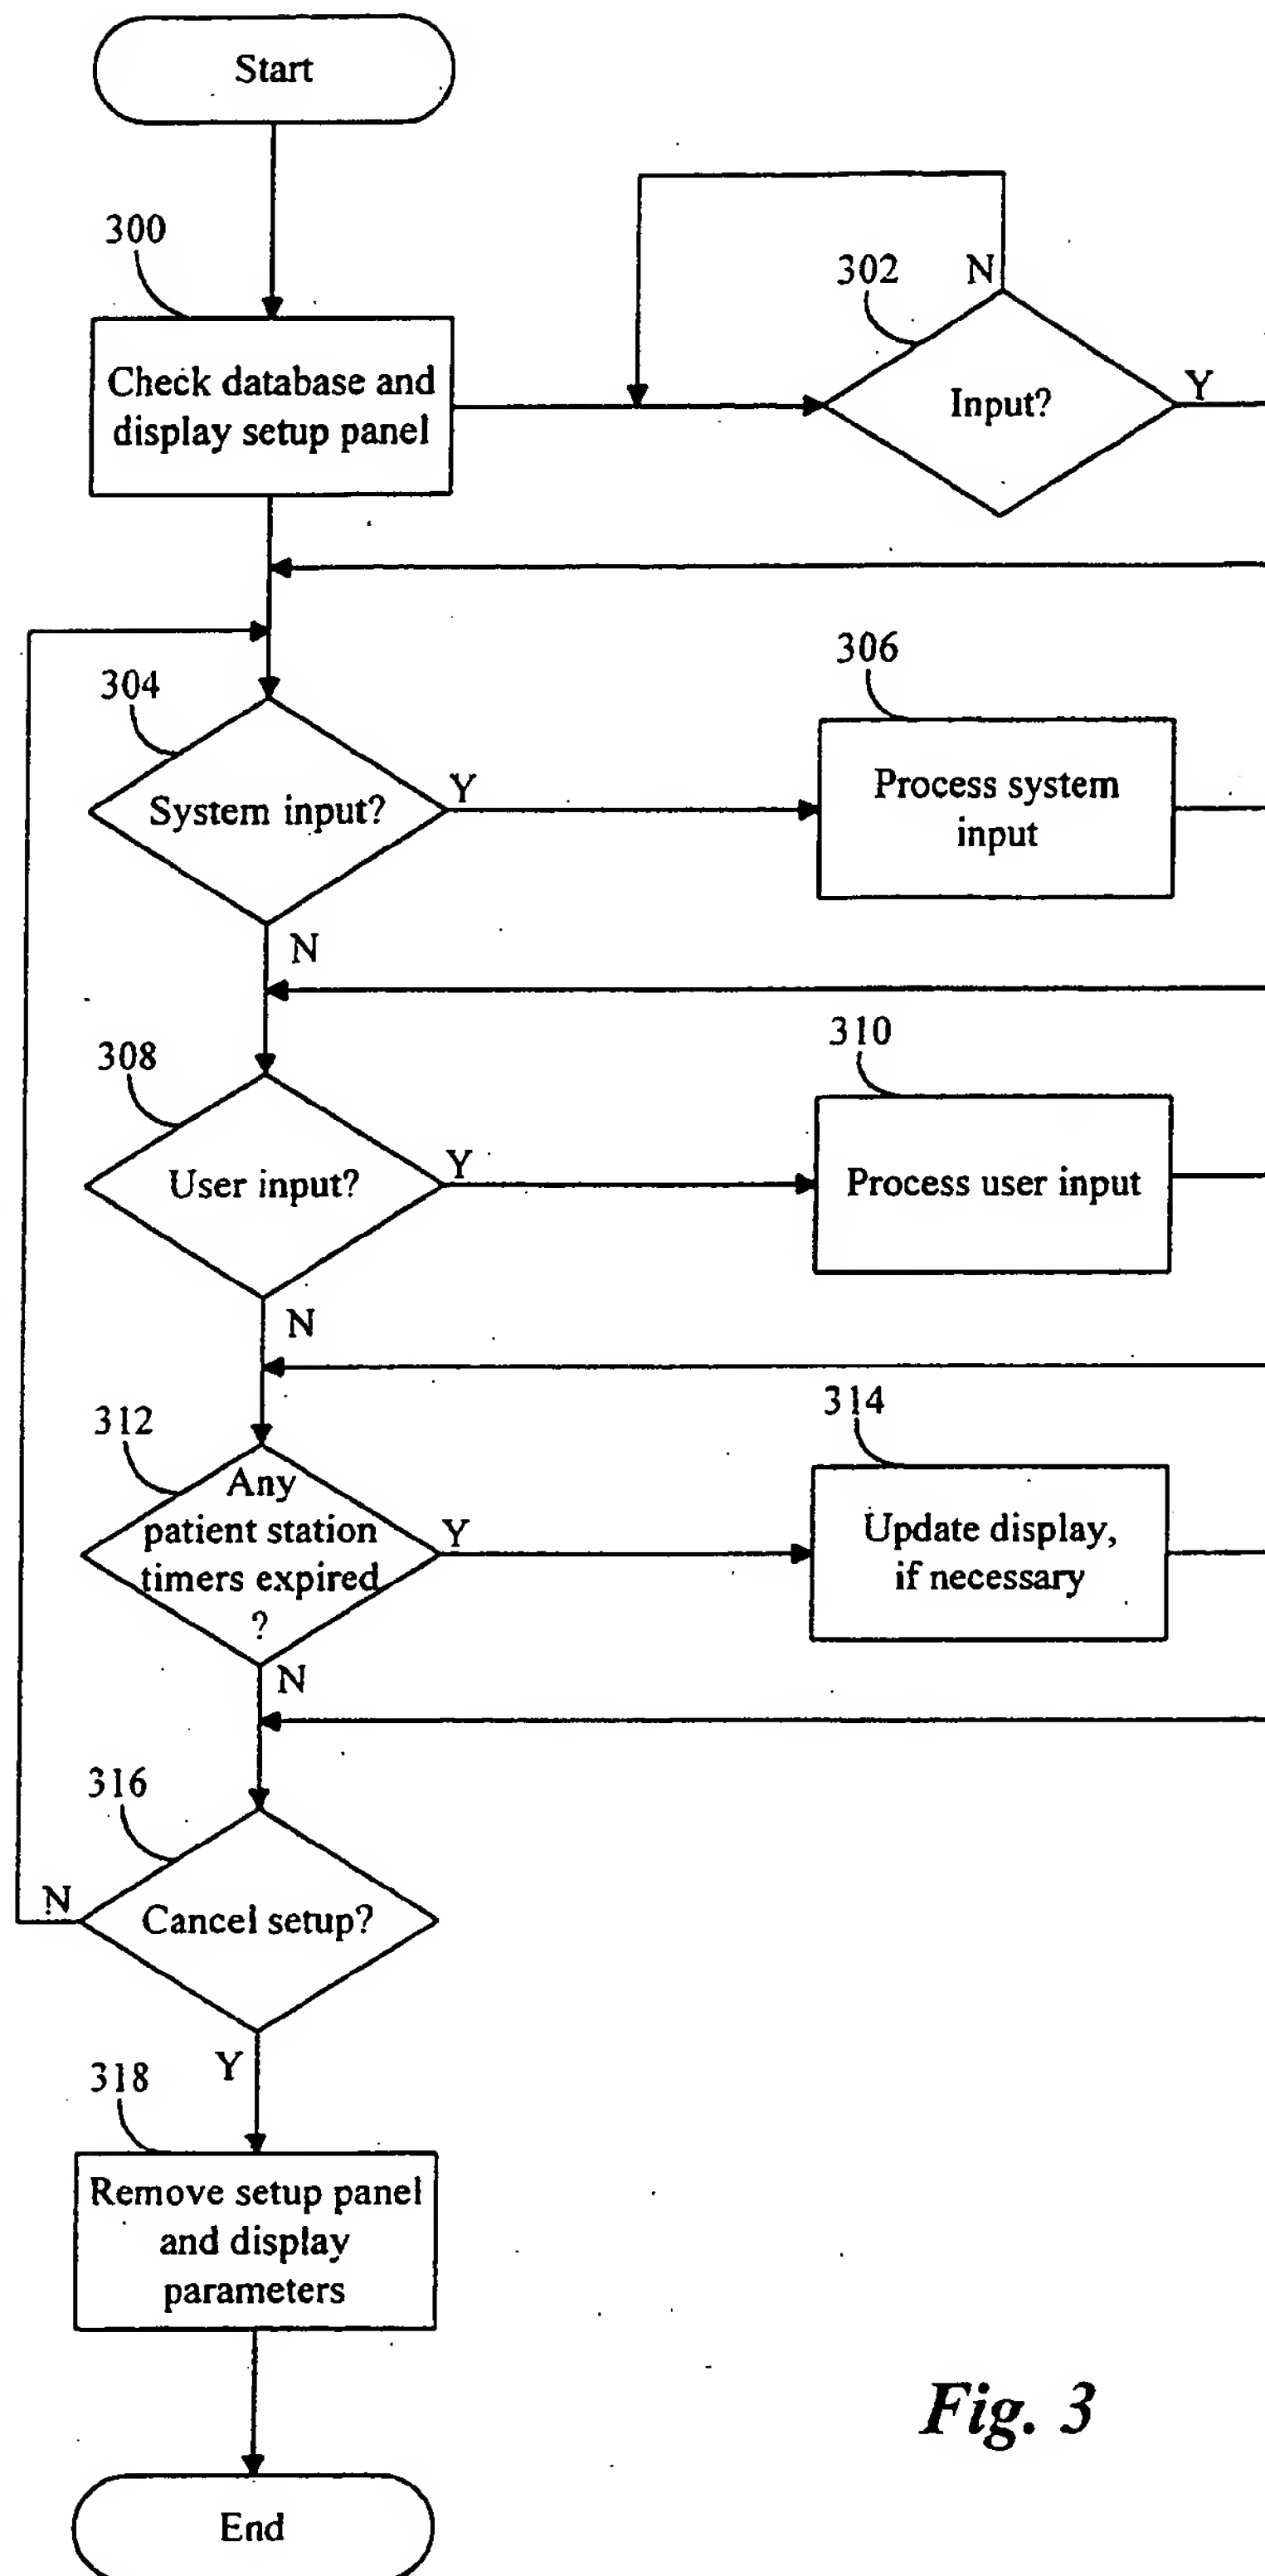 Start
300
Check database and
display setup panel
302
N
Input?
Y
304
System input?
Y
N
306
Process system
input
308
User input?
Y
N
310
Process user input
312
Any
patient station
timers expired
?
Y
N
314
Update display,
if necessary
316
N
Cancel setup?
Y
318
Remove setup panel
and display
parameters
End
Fig. 3